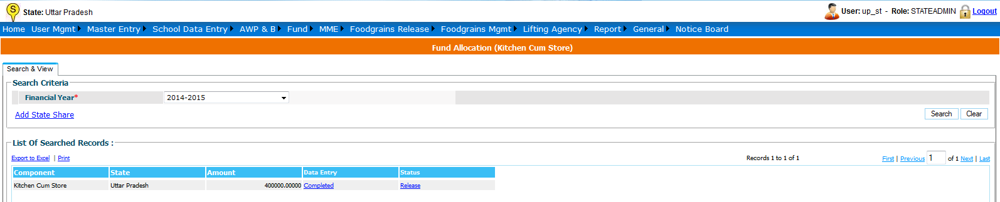 S State: Uttar Pradesh User: up_st - Role: STATEADMIN Logout
Home User Mgmt Master Entry School Data Entry AWP & B Fund MME Foodgrains Release Foodgrains Mgmt Lifting Agency Report General Notice Board
Fund Allocation (Kitchen Cum Store)
Search & View
Search Criteria
Financial Year* 2014-2015
Add State Share Search Clear
List Of Searched Records :
Export to Excel | Print Records 1 to 1 of 1 First | Previous 1 of 1 Next | Last
Component State Amount Data Entry Status
Kitchen Cum Store Uttar Pradesh 400000.00000 Completed Release